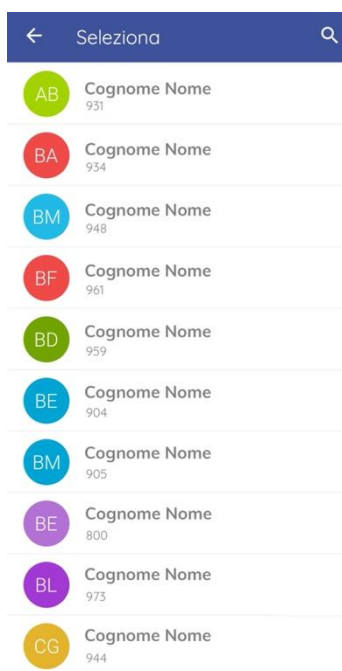 Seleziona
AB
Cognome Nome
931
BA
Cognome Nome
934
BM
Cognome Nome
948
BF
Cognome Nome
961
BD
Cognome Nome
959
BE
Cognome Nome
904
BM
Cognome Nome
905
BE
Cognome Nome
800
BL
Cognome Nome
973
CG
Cognome Nome
944